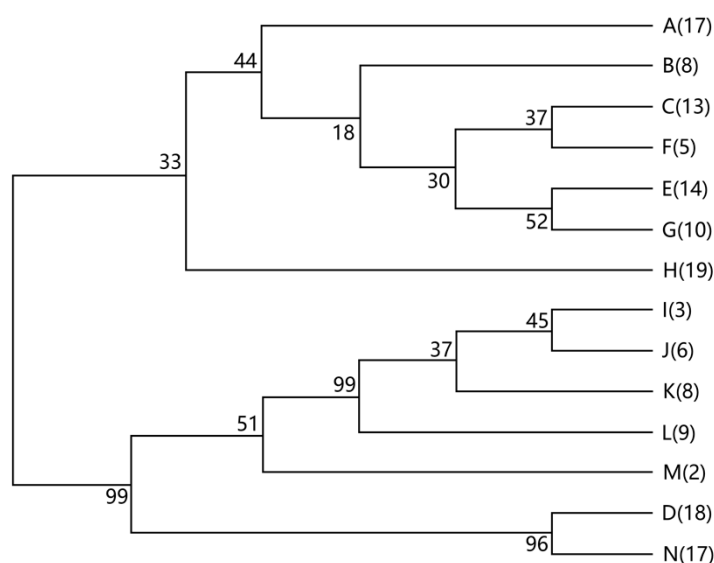 A(17)
44
B(8)
C(13)
37
18
F(5)
33
30
E(14)
52
G(10)
H(19)
I(3)
45
J(6)
37
99
K(8)
51
L(9)
M(2)
99
D(18)
96
N(17)